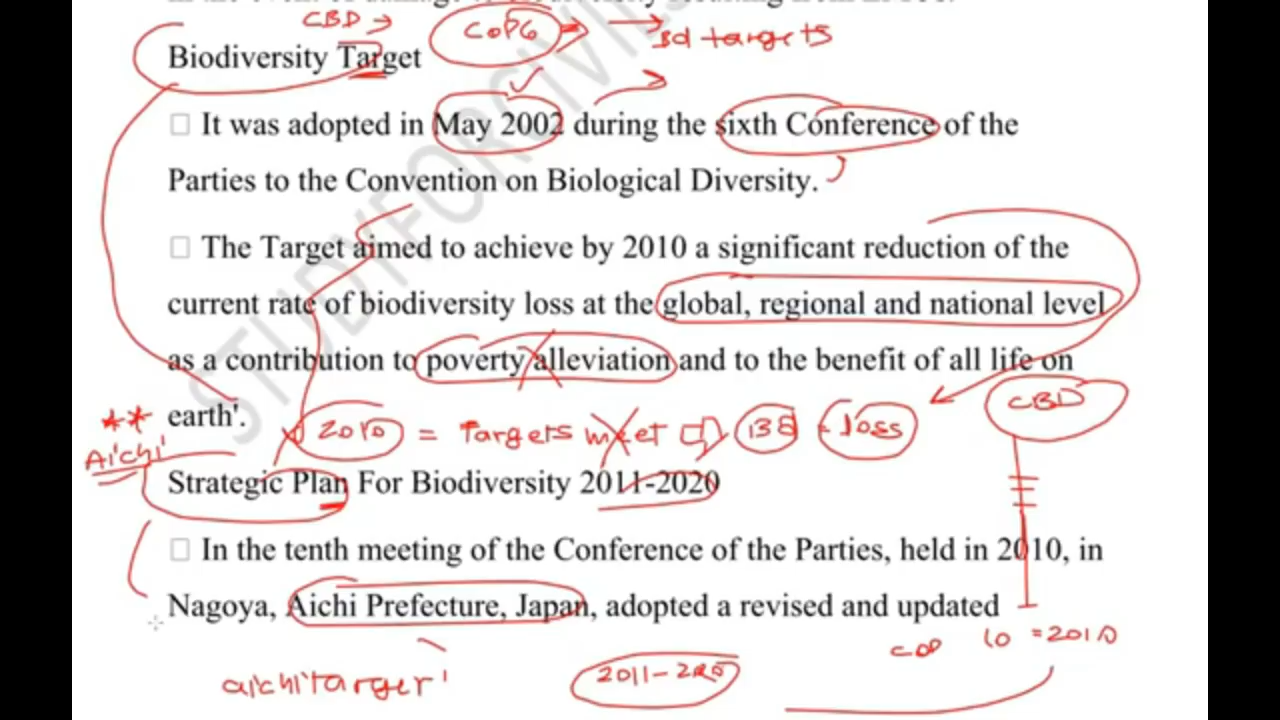 CBD → COP6 → Bd targets
Biodiversity Target
It was adopted in May 2002 during the sixth Conference of the
Parties to the Convention on Biological Diversity.
The Target aimed to achieve by 2010 a significant reduction of the
current rate of biodiversity loss at the global, regional and national level
as a contribution to poverty alleviation and to the benefit of all life on
CBD
earth'.
2010 = Targets meet loss
Aichi
Strategic Plan For Biodiversity 2011-2020
In the tenth meeting of the Conference of the Parties, held in 2010, in
Nagoya, Aichi Prefecture, Japan, adopted a revised and updated
COP 10 = 2010
aichi targer
STUDYFORCIVIL